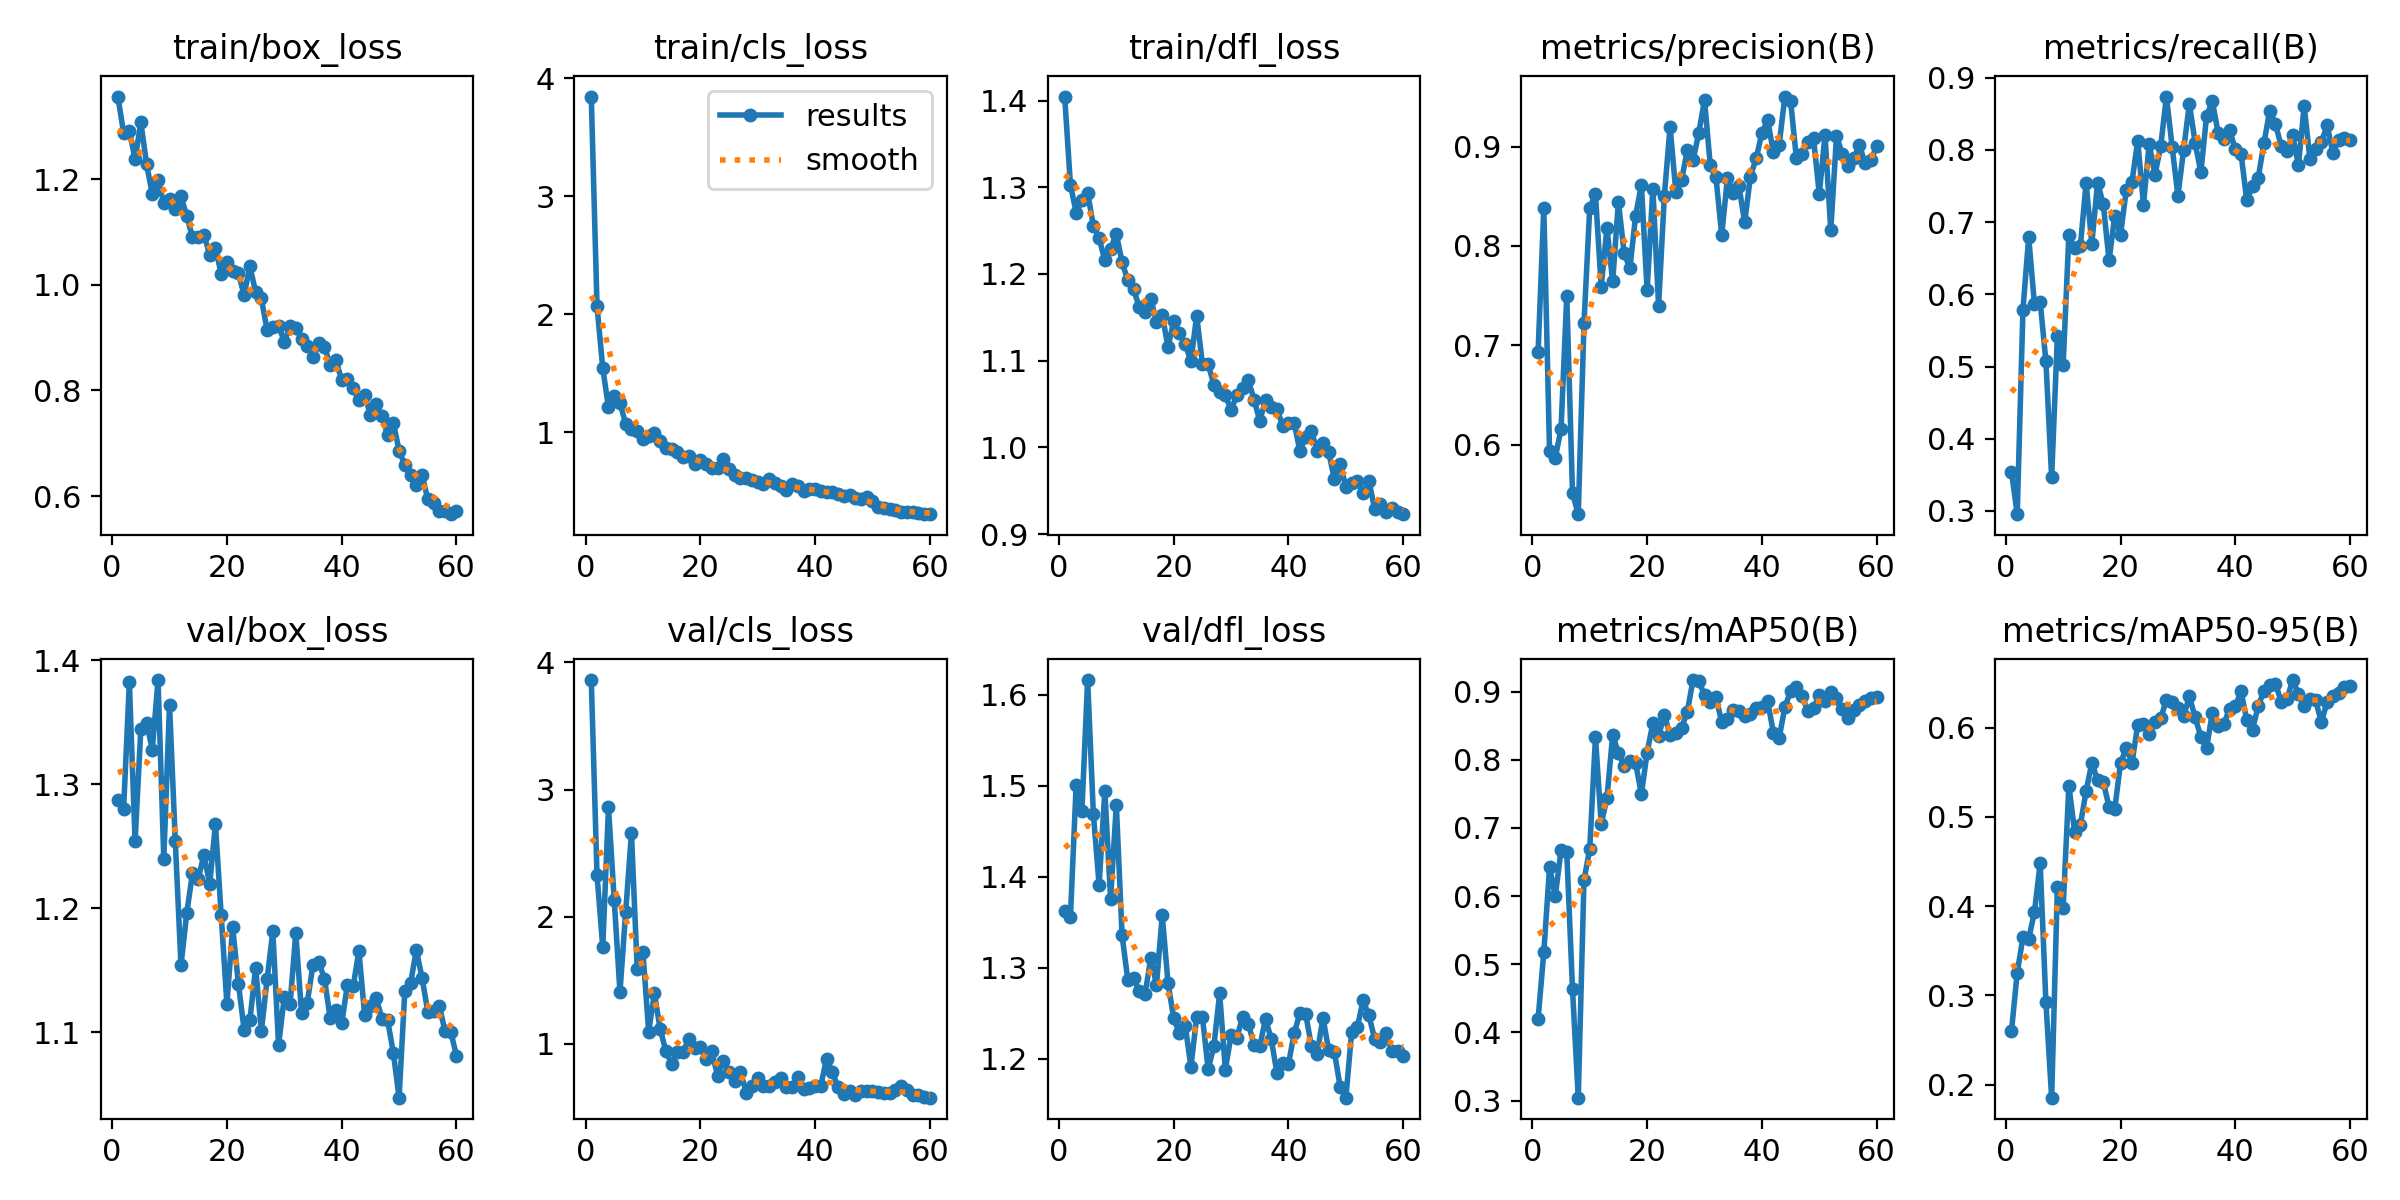 train/box_loss
1.2
1.0
0.8
0.6
0 20 40 60
train/cls_loss
4
3
2
1
results
smooth
0 20 40 60
train/dfl_loss
1.4
1.3
1.2
1.1
1.0
0.9
0 20 40 60
metrics/precision(B)
0.9
0.8
0.7
0.6
0 20 40 60
metrics/recall(B)
0.9
0.8
0.7
0.6
0.5
0.4
0.3
0 20 40 60
val/box_loss
1.4
1.3
1.2
1.1
0 20 40 60
val/cls_loss
4
3
2
1
0 20 40 60
val/dfl_loss
1.6
1.5
1.4
1.3
1.2
0 20 40 60
metrics/mAP50(B)
0.9
0.8
0.7
0.6
0.5
0.4
0.3
0 20 40 60
metrics/mAP50-95(B)
0.6
0.5
0.4
0.3
0.2
0 20 40 60